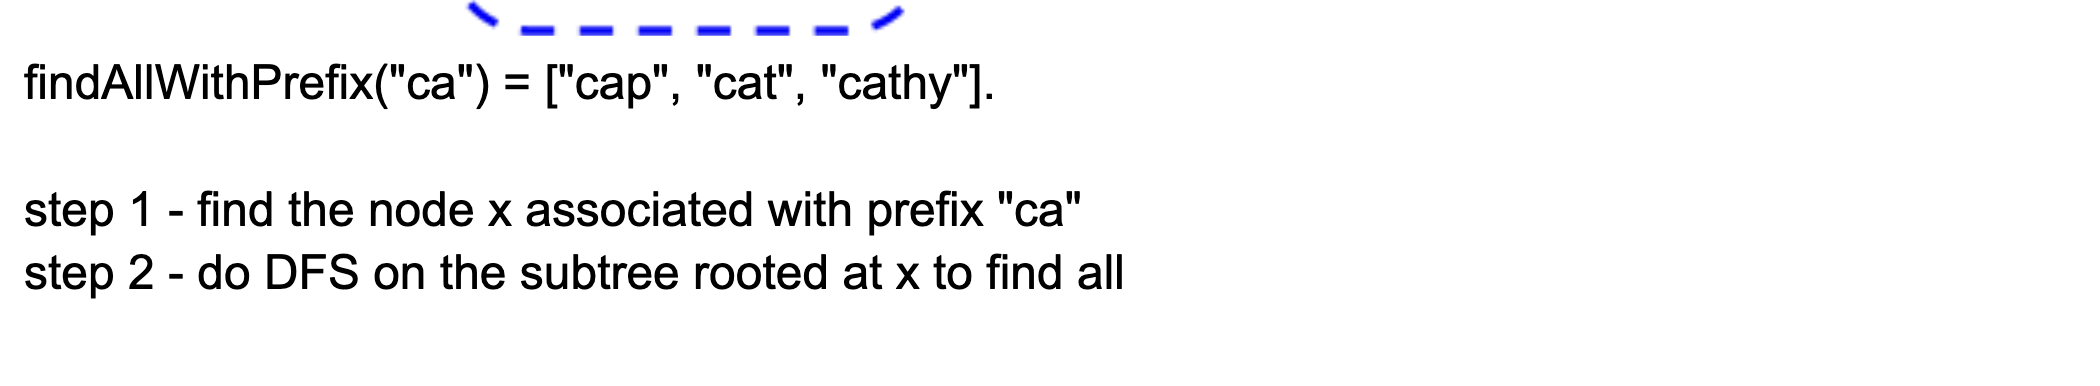 findAllWithPrefix("ca") = ["cap", "cat", "cathy"].
step 1 - find the node x associated with prefix "ca"
step 2 - do DFS on the subtree rooted at x to find all